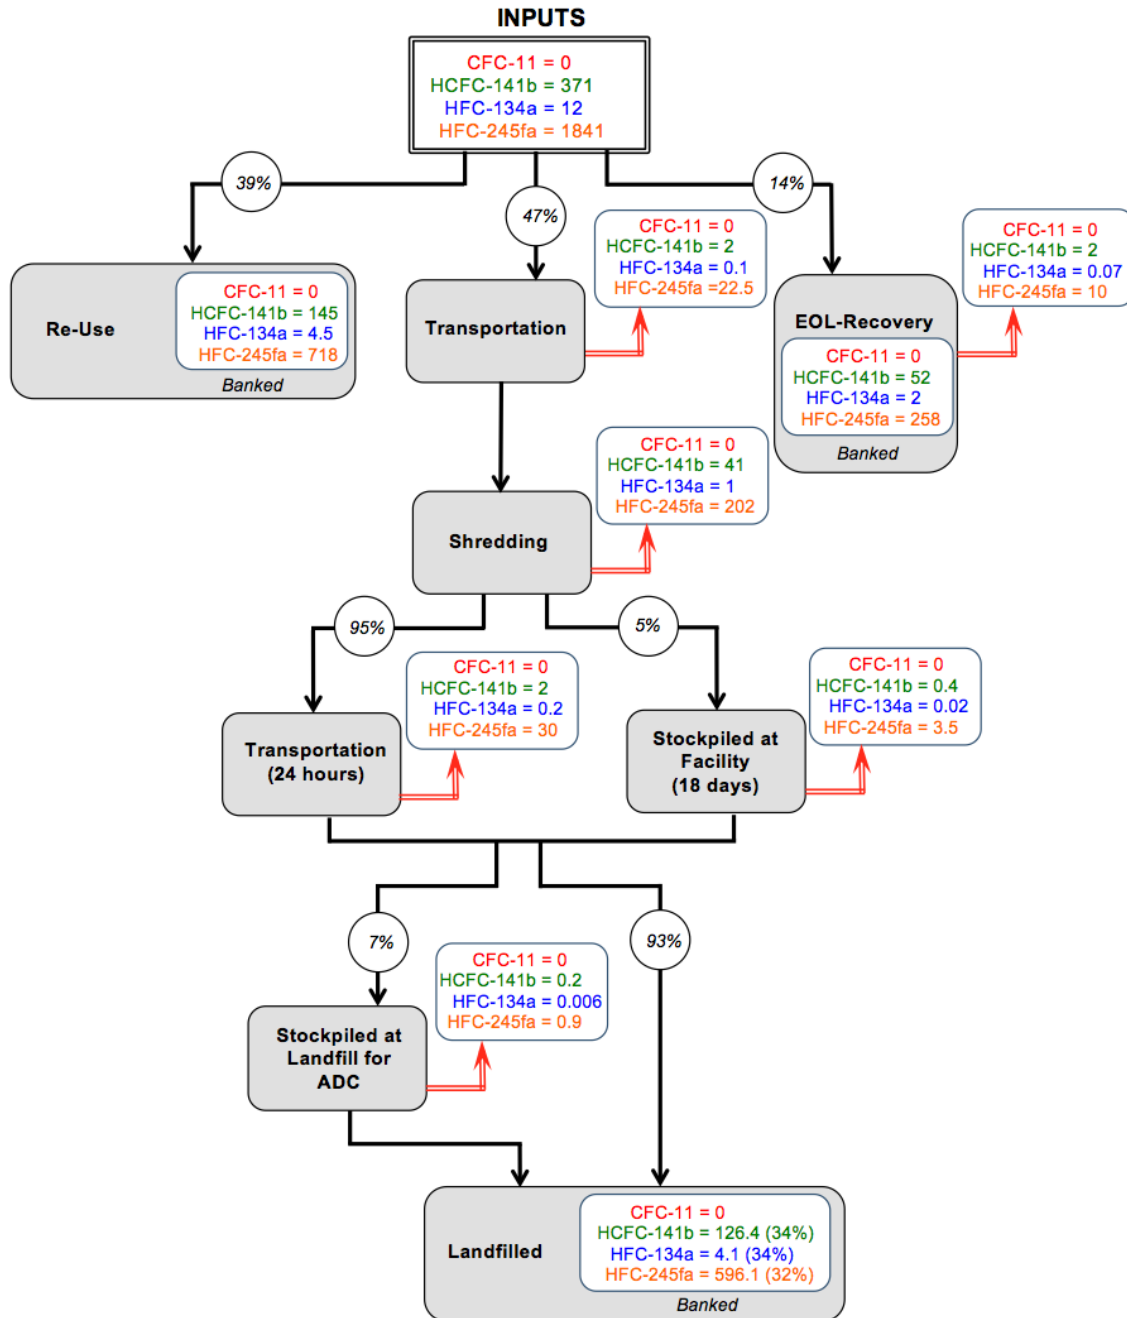 INPUTS
CFC-11 = 0
HCFC-141b = 371
HFC-134a = 12
HFC-245fa = 1841
39%
47%
14%
Re-Use
CFC-11 = 0
HCFC-141b = 145
HFC-134a = 4.5
HFC-245fa = 718
Banked
Transportation
CFC-11 = 0
HCFC-141b = 2
HFC-134a = 0.1
HFC-245fa =22.5
EOL-Recovery
CFC-11 = 0
HCFC-141b = 52
HFC-134a = 2
HFC-245fa = 258
Banked
CFC-11 = 0
HCFC-141b = 2
HFC-134a = 0.07
HFC-245fa = 10
Shredding
CFC-11 = 0
HCFC-141b = 41
HFC-134a = 1
HFC-245fa = 202
95%
5%
Transportation
(24 hours)
CFC-11 = 0
HCFC-141b = 2
HFC-134a = 0.2
HFC-245fa = 30
Stockpiled at
Facility
(18 days)
CFC-11 = 0
HCFC-141b = 0.4
HFC-134a = 0.02
HFC-245fa = 3.5
7%
93%
Stockpiled at
Landfill for
ADC
CFC-11 = 0
HCFC-141b = 0.2
HFC-134a = 0.006
HFC-245fa = 0.9
Landfilled
CFC-11 = 0
HCFC-141b = 126.4 (34%)
HFC-134a = 4.1 (34%)
HFC-245fa = 596.1 (32%)
Banked